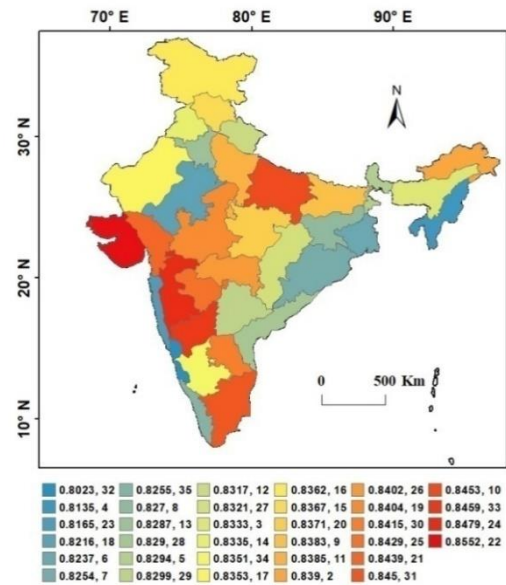 70° E 80° E 90° E
N
30° N
20° N
10° N
0 500 Km
0.8023, 32 0.8255, 35 0.8317, 12 0.8362, 16 0.8402, 26 0.8453, 10
0.8135, 4 0.827, 8 0.8321, 27 0.8367, 15 0.8404, 19 0.8459, 33
0.8165, 23 0.8287, 13 0.8333, 3 0.8371, 20 0.8415, 30 0.8479, 24
0.8216, 18 0.829, 28 0.8335, 14 0.8383, 9 0.8429, 25 0.8552, 22
0.8237, 6 0.8294, 5 0.8351, 34 0.8385, 11 0.8439, 21
0.8254, 7 0.8299, 29 0.8353, 17 0.839, 2 0.845, 31